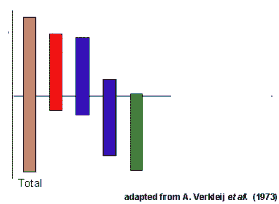 Total
adapted from A. Verkleij et al. (1973)